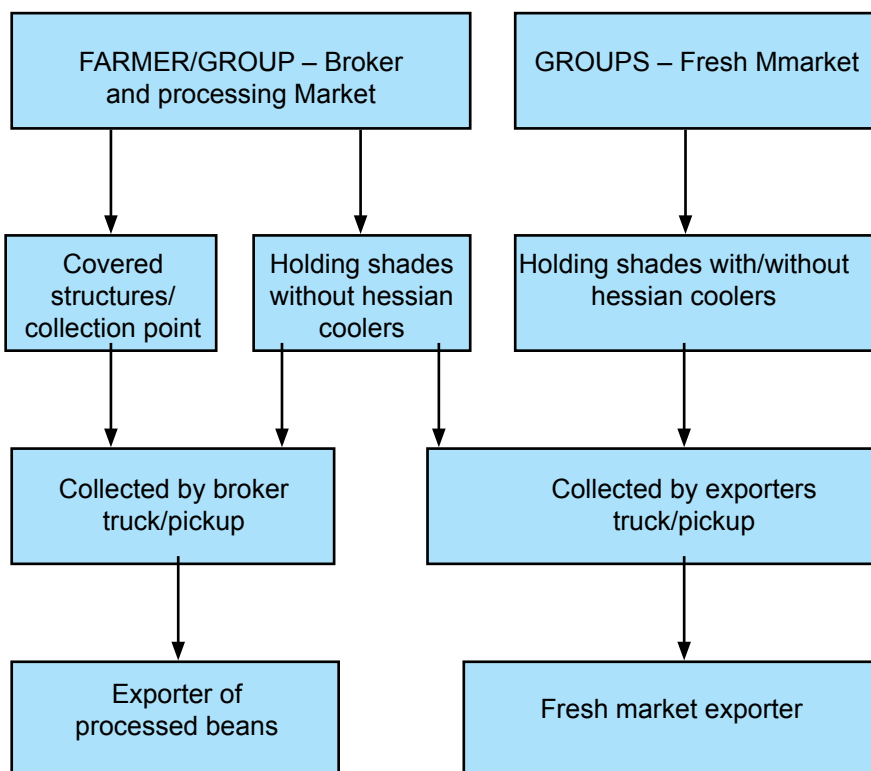 FARMER/GROUP – Broker
and processing Market
GROUPS – Fresh Mmarket
Covered
structures/
collection point
Holding shades
without hessian
coolers
Holding shades with/without
hessian coolers
Collected by broker
truck/pickup
Collected by exporters
truck/pickup
Exporter of
processed beans
Fresh market exporter